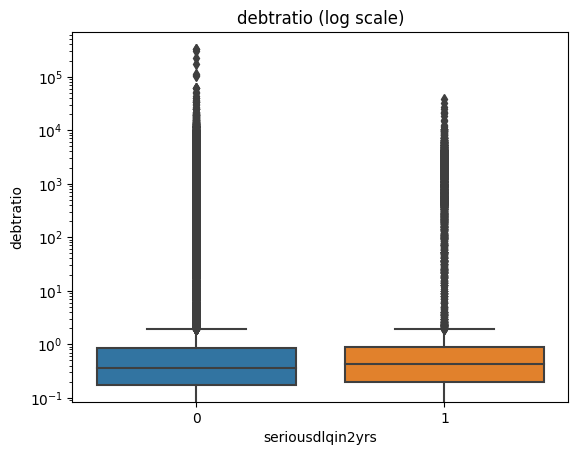 debtratio (log scale)
debtratio
10⁵
10⁴
10³
10²
10¹
10⁰
10⁻¹
0 1
seriousdlqin2yrs